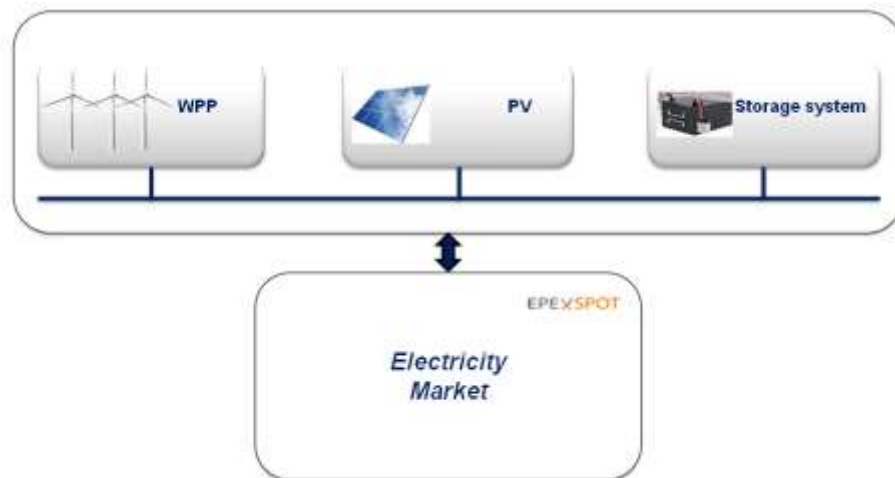 WPP
PV
Storage system
EPEXSPOT
Electricity
Market